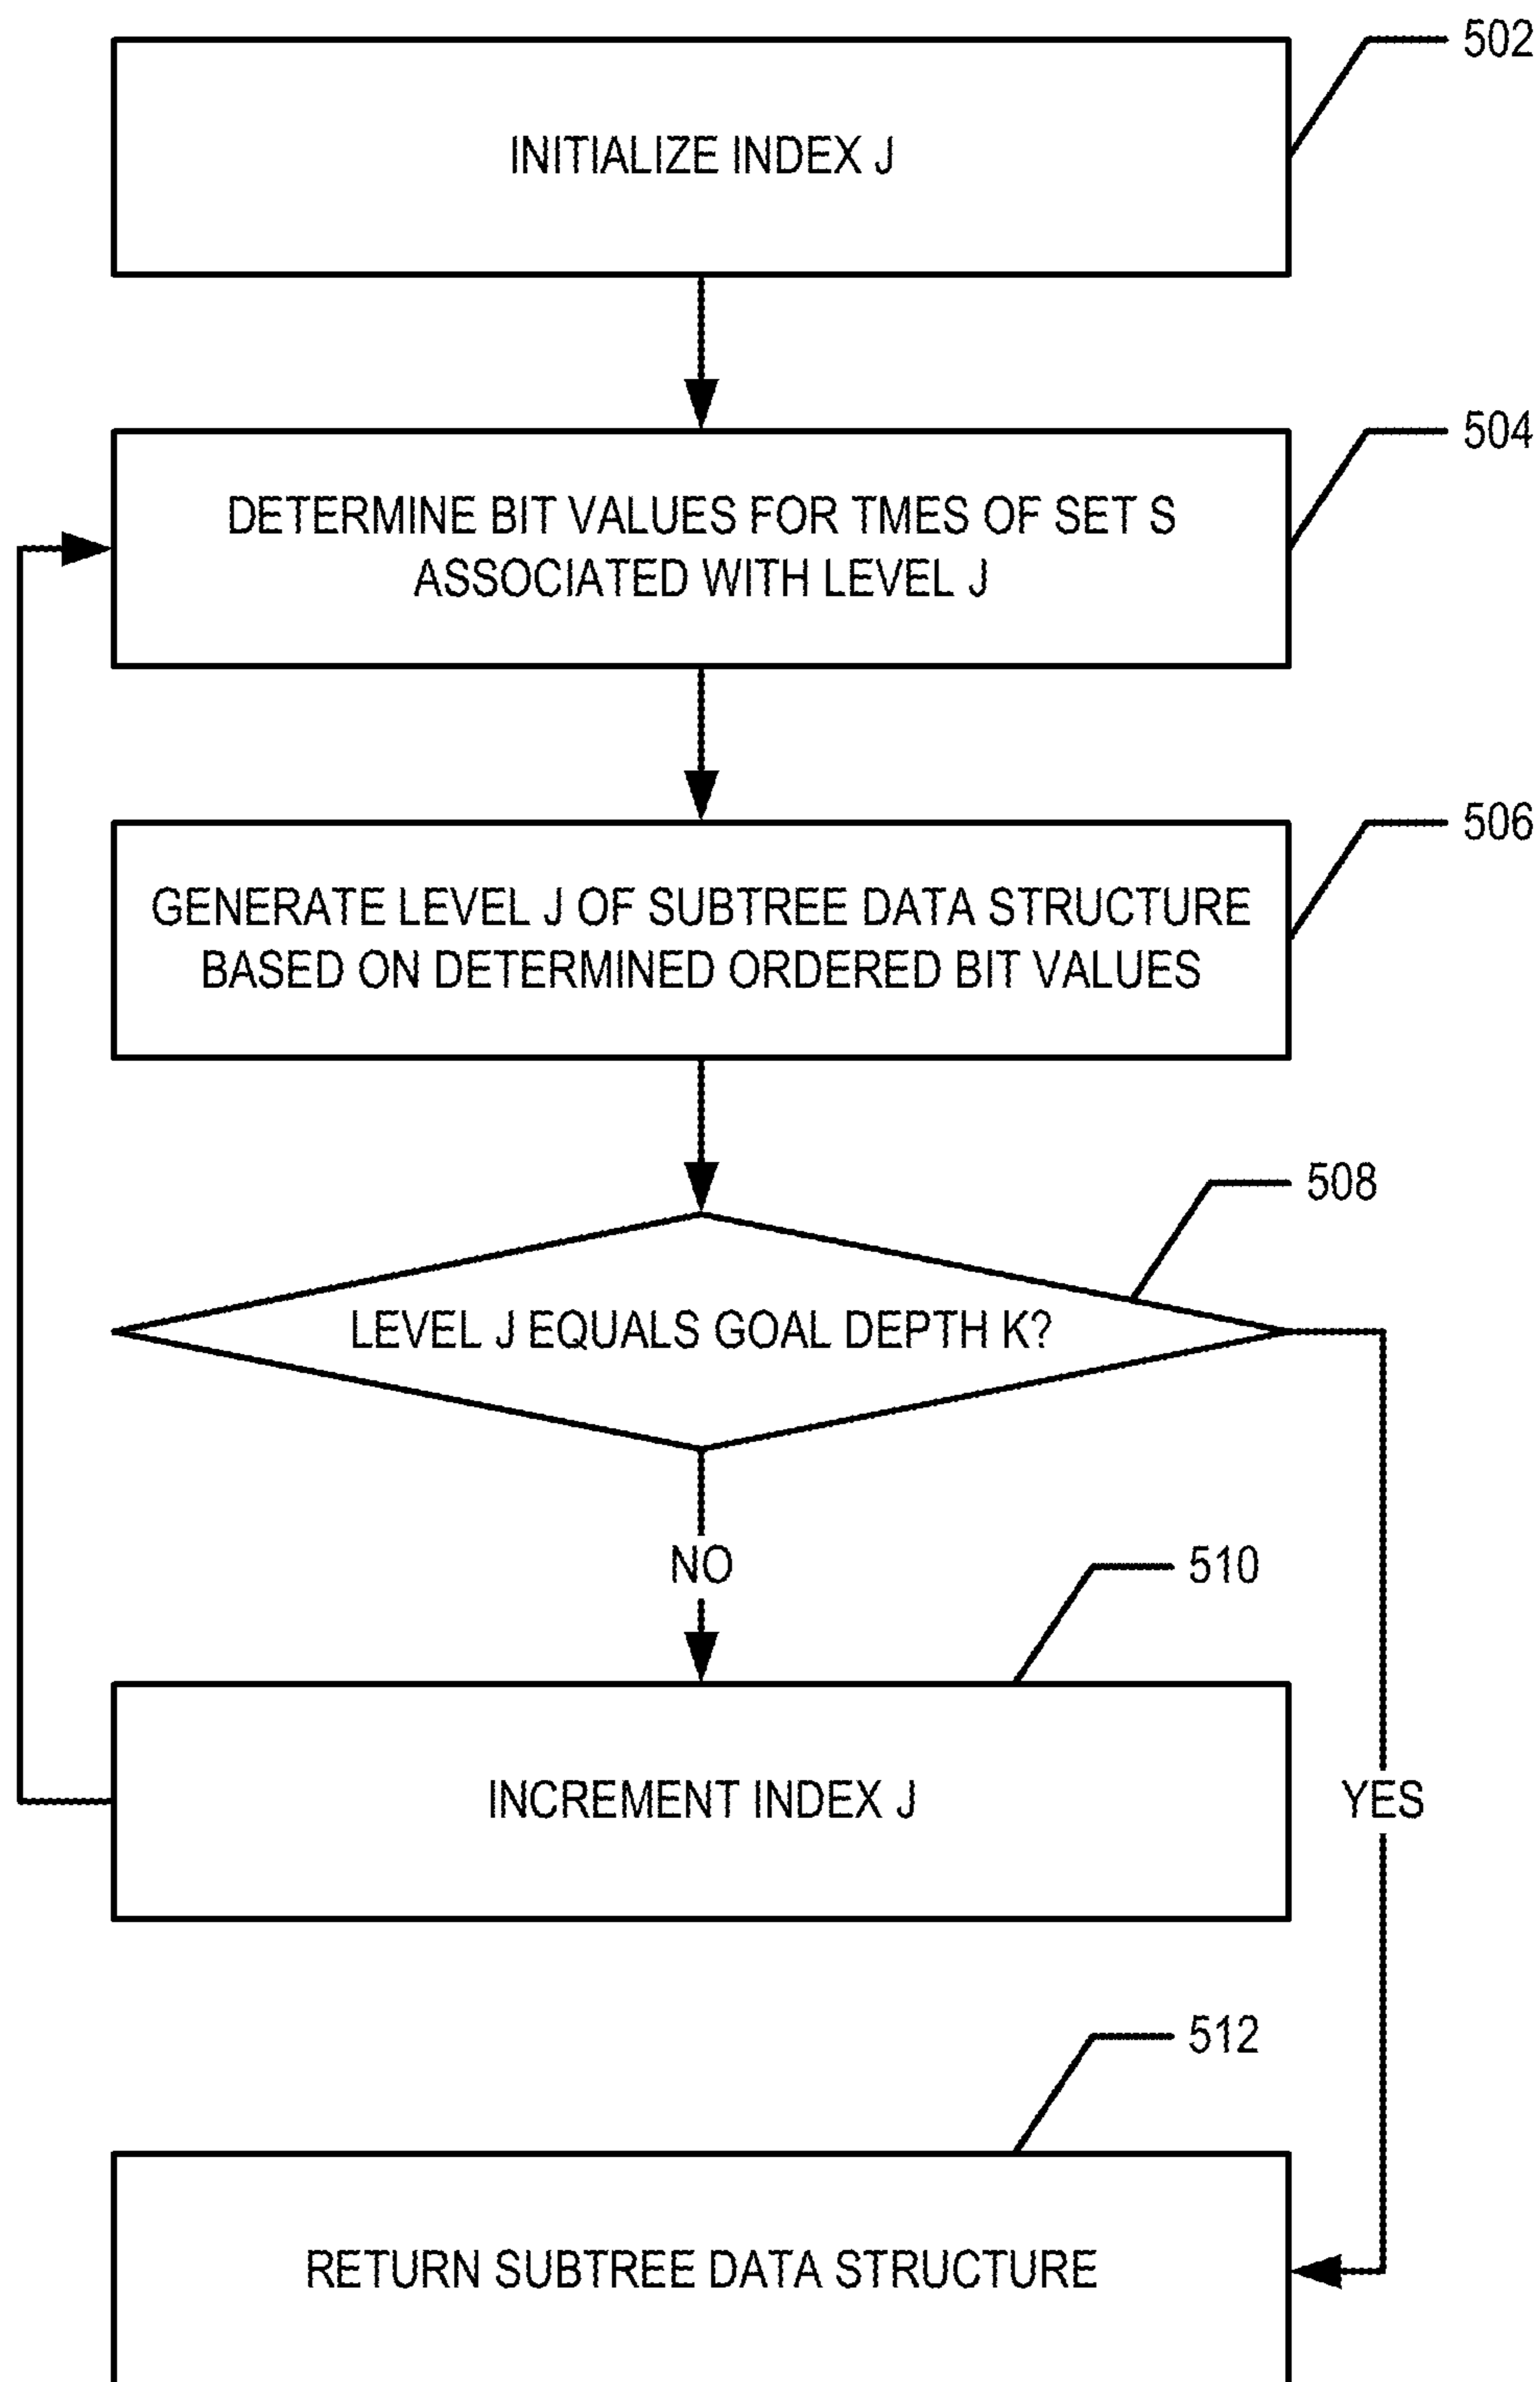 502
INITIALIZE INDEX J
504
DETERMINE BIT VALUES FOR TMES OF SET S
ASSOCIATED WITH LEVEL J
506
GENERATE LEVEL J OF SUBTREE DATA STRUCTURE
BASED ON DETERMINED ORDERED BIT VALUES
508
LEVEL J EQUALS GOAL DEPTH K?
NO
510
INCREMENT INDEX J
YES
512
RETURN SUBTREE DATA STRUCTURE